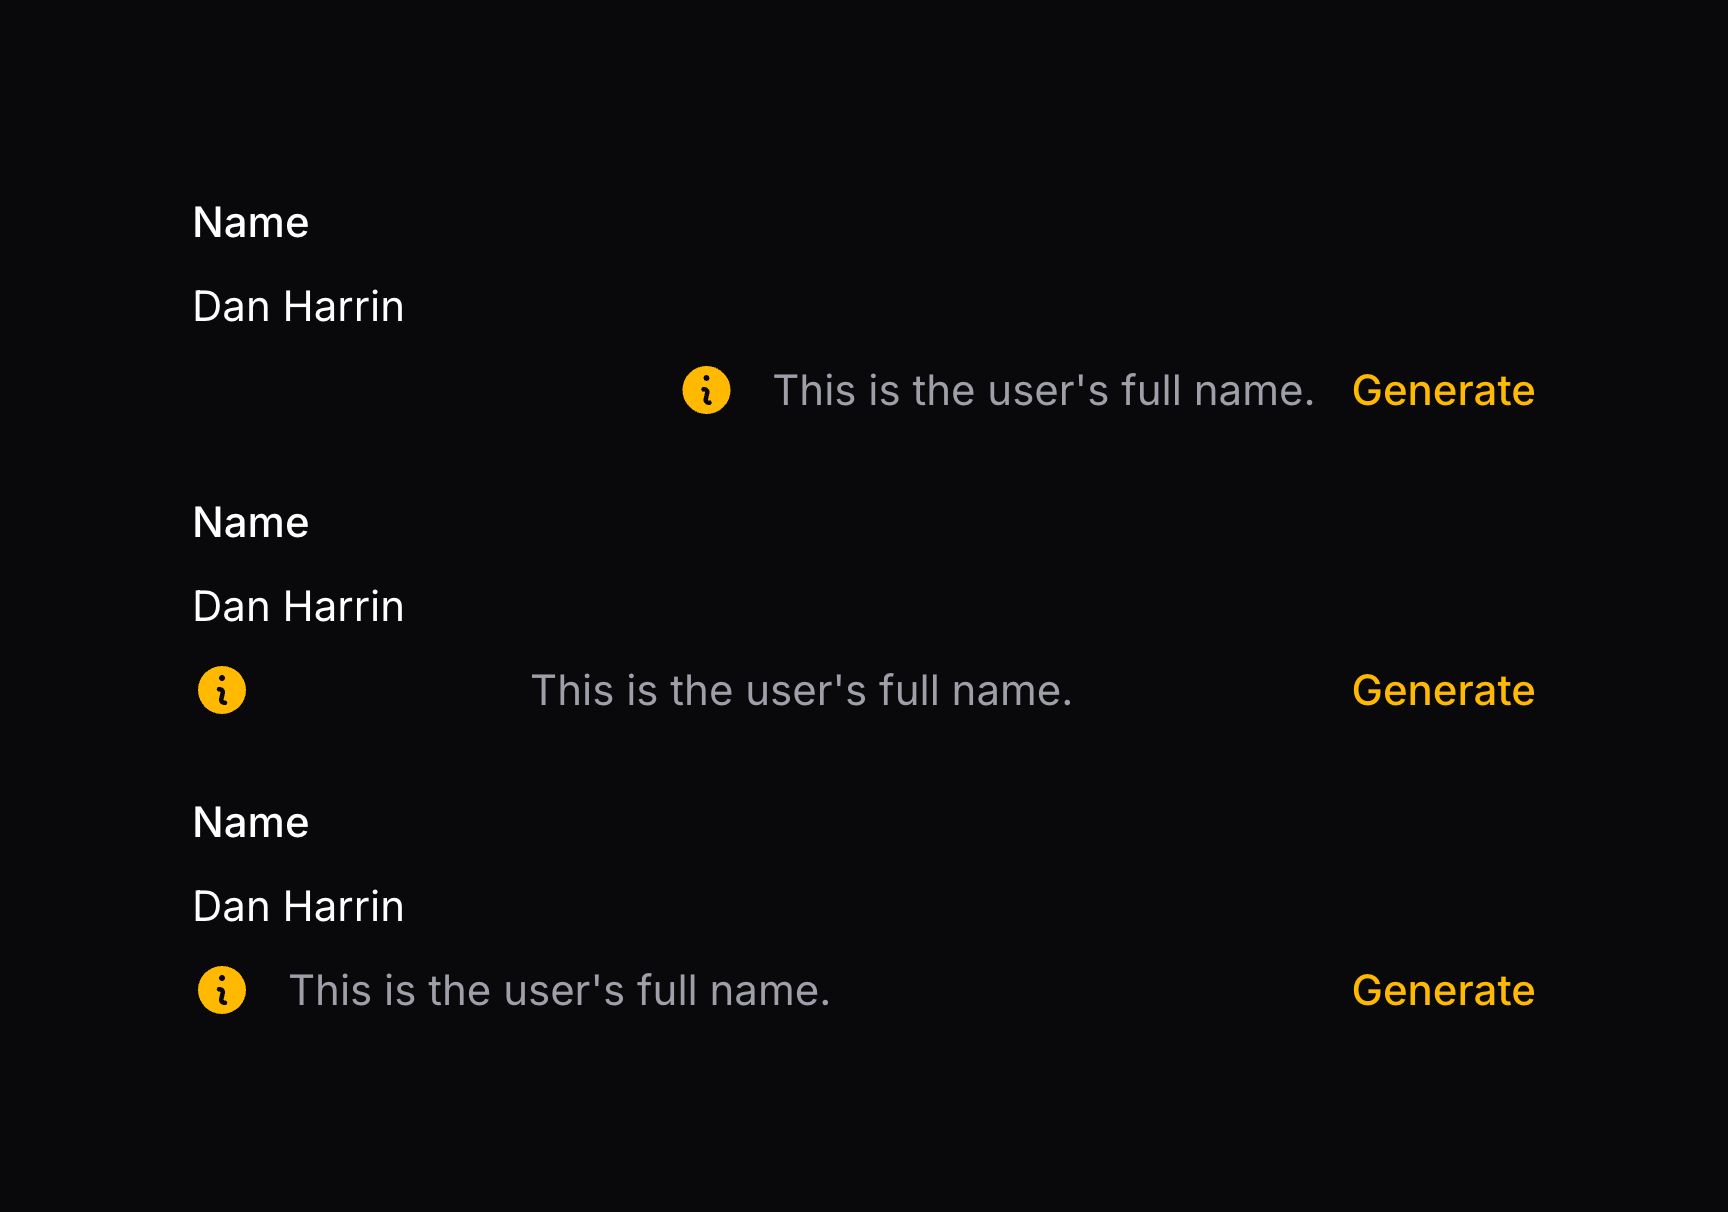 Name
Dan Harrin
This is the user's full name. Generate
Name
Dan Harrin
This is the user's full name. Generate
Name
Dan Harrin
This is the user's full name. Generate